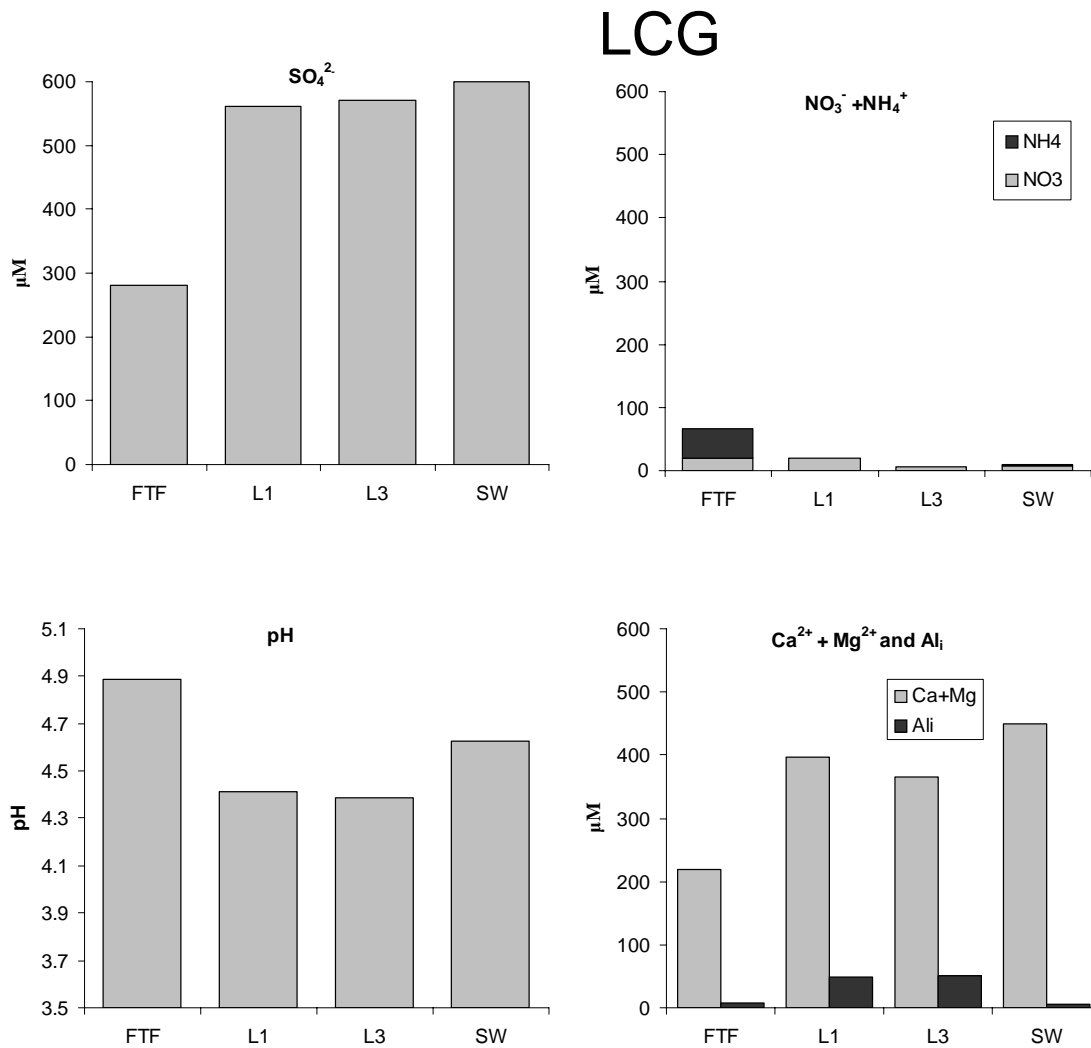 LCG
SO₄²⁻
600
500
400
300
200
100
0
µM
FTF L1 L3 SW
NO₃⁻ +NH₄⁺
600
500
400
300
200
100
0
µM
NH4
NO3
FTF L1 L3 SW
pH
5.1
4.9
4.7
4.5
4.3
4.1
3.9
3.7
3.5
pH
FTF L1 L3 SW
Ca²⁺ + Mg²⁺ and Alᵢ
600
500
400
300
200
100
0
µM
Ca+Mg
Ali
FTF L1 L3 SW